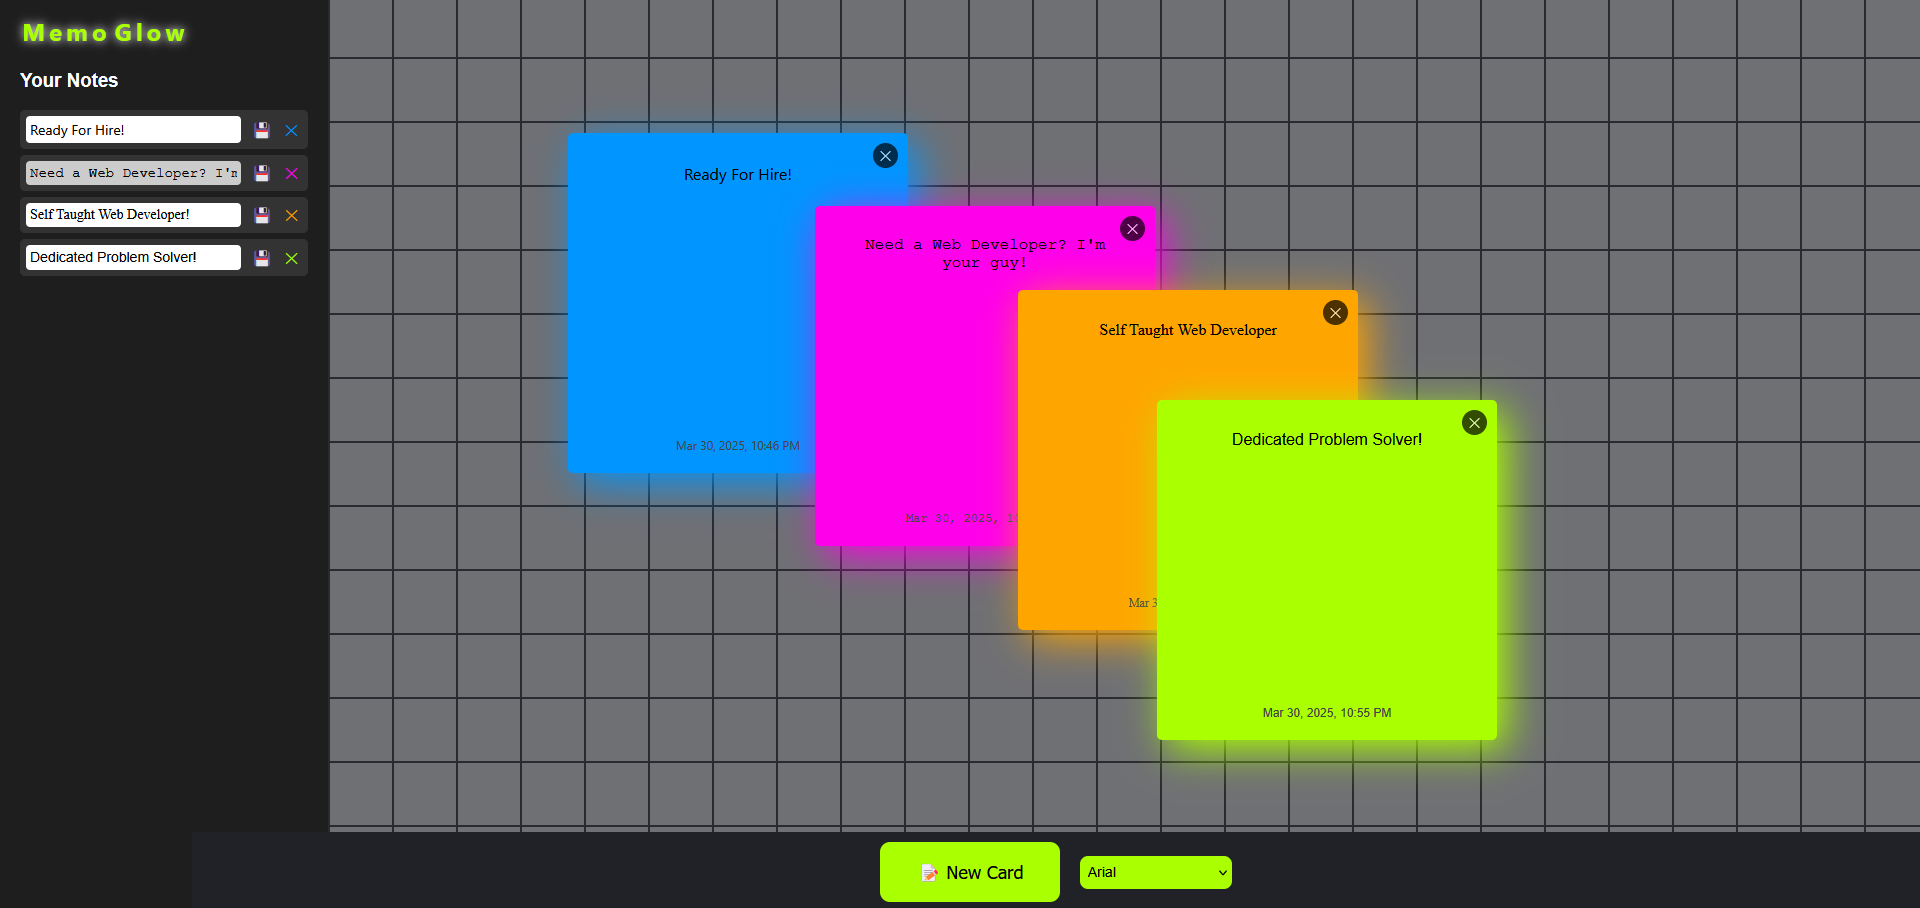 Memo Glow
Your Notes
Ready For Hire!
Need a Web Developer? I'm
Self Taught Web Developer!
Dedicated Problem Solver!
Ready For Hire!
Mar 30, 2025, 10:46 PM
Need a Web Developer? I'm
your guy!
Mar 30, 2025,
Self Taught Web Developer
Mar 3
Dedicated Problem Solver!
Mar 30, 2025, 10:55 PM
New Card
Arial